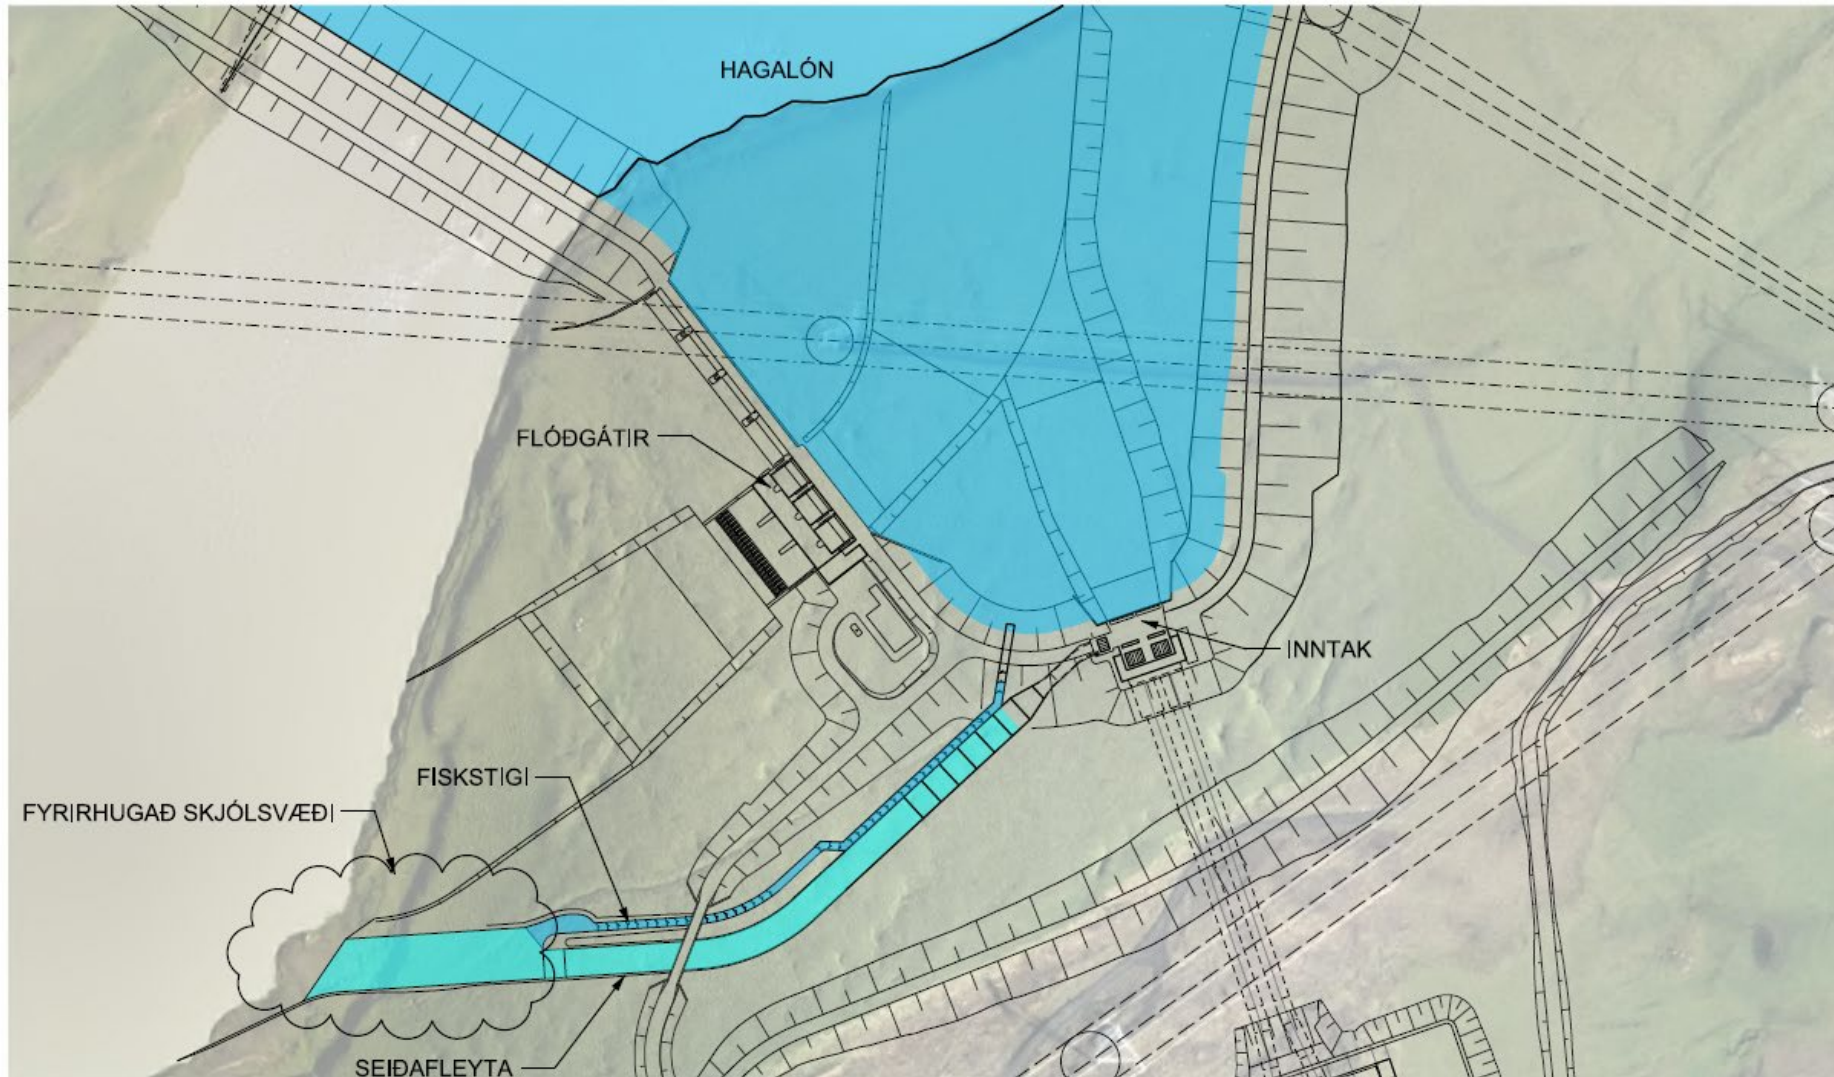 HAGALÓN
FLÓÐGÁTIR
INNTAK
FISKSTIGI
FYRIRHUGAÐ SKJÓLSVÆÐI
SEIÐAFLEYTA